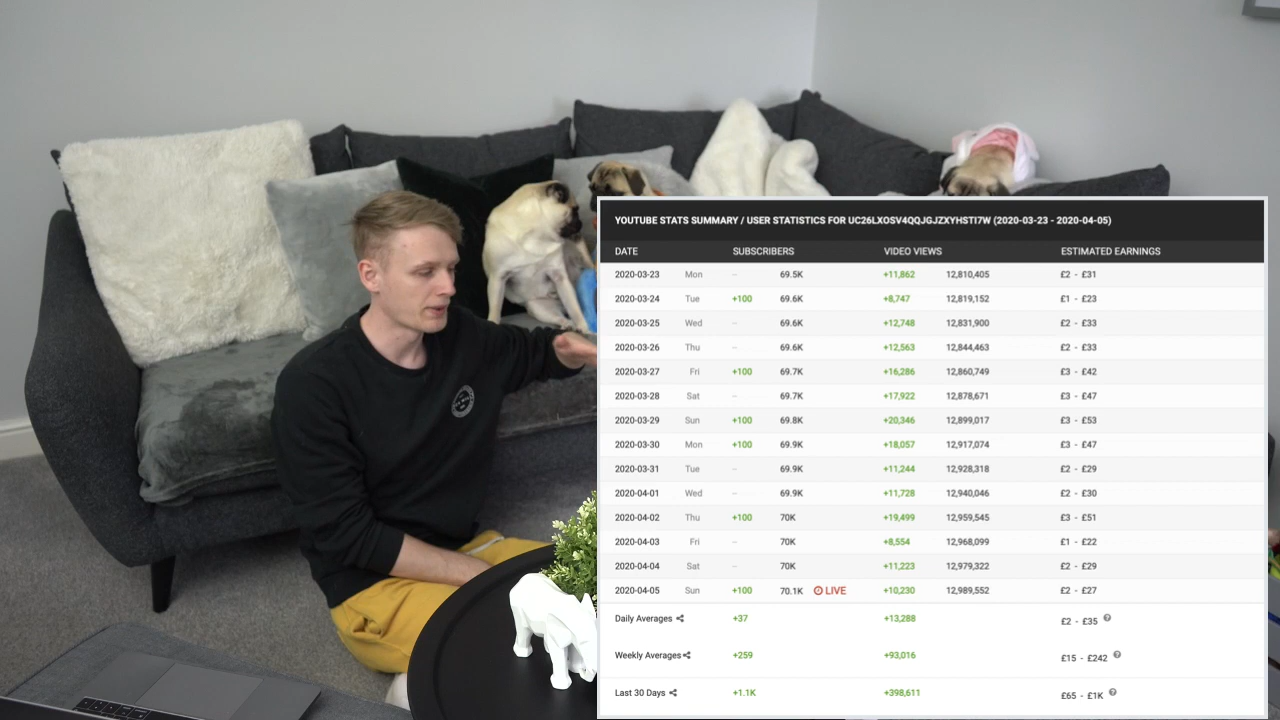 YOUTUBE STATS SUMMARY / USER STATISTICS FOR UC26LXOSV4QQJGJZXYHSTI7W (2020-03-23 - 2020-04-05)
DATE SUBSCRIBERS VIDEO VIEWS ESTIMATED EARNINGS
2020-03-23 Mon -- 69.5K +11,862 12,810,405 £2 - £31
2020-03-24 Tue +100 69.6K +8,747 12,819,152 £1 - £23
2020-03-25 Wed -- 69.6K +12,748 12,831,900 £2 - £33
2020-03-26 Thu -- 69.6K +12,563 12,844,463 £2 - £33
2020-03-27 Fri +100 69.7K +16,286 12,860,749 £3 - £42
2020-03-28 Sat -- 69.7K +17,922 12,878,671 £3 - £47
2020-03-29 Sun +100 69.8K +20,346 12,899,017 £3 - £53
2020-03-30 Mon +100 69.9K +18,057 12,917,074 £3 - £47
2020-03-31 Tue -- 69.9K +11,244 12,928,318 £2 - £29
2020-04-01 Wed -- 69.9K +11,728 12,940,046 £2 - £30
2020-04-02 Thu +100 70K +19,499 12,959,545 £3 - £51
2020-04-03 Fri -- 70K +8,554 12,968,099 £1 - £22
2020-04-04 Sat -- 70K +11,223 12,979,322 £2 - £29
2020-04-05 Sun +100 70.1K LIVE +10,230 12,989,552 £2 - £27
Daily Averages +37 +13,288 £2 - £35
Weekly Averages +259 +93,016 £15 - £242
Last 30 Days +1.1K +398,611 £65 - £1K